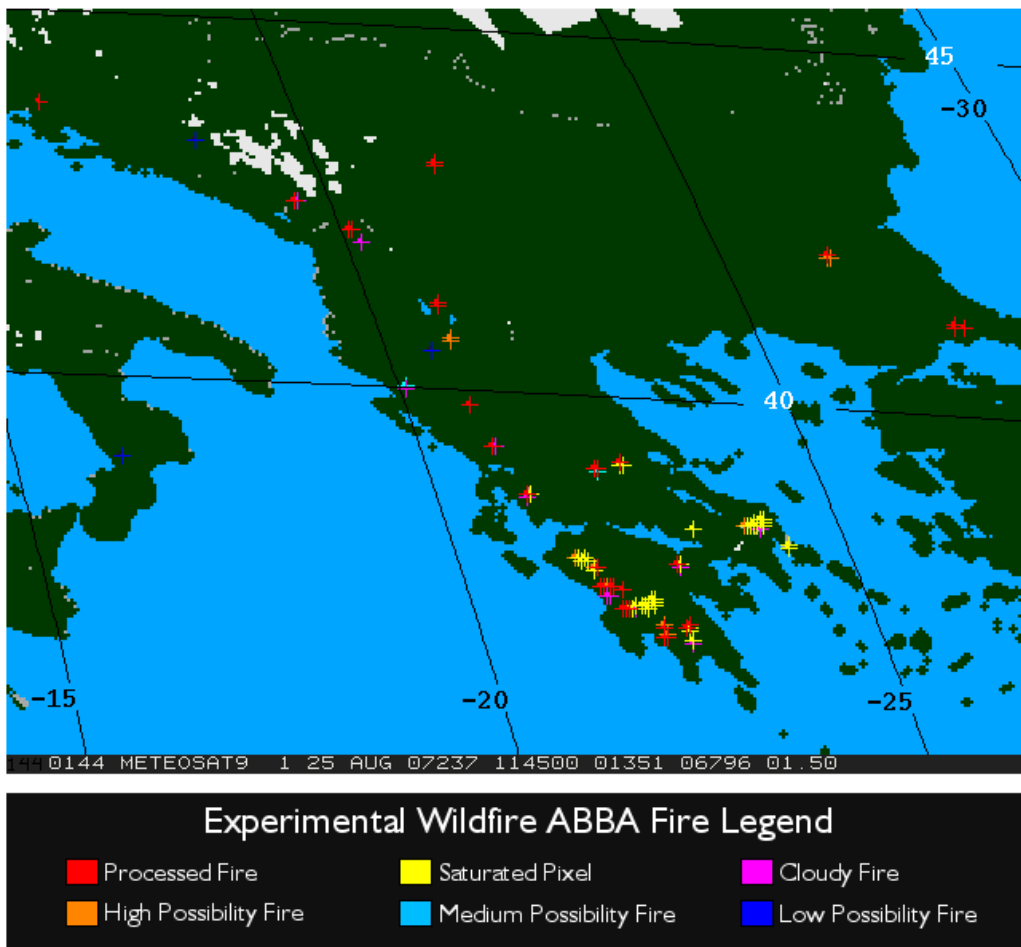 45
-30
40
-15
-20
-25
144 0144 METEOSAT9 1 25 AUG 07237 114500 01351 06796 01.50
Experimental Wildfire ABBA Fire Legend
Processed Fire
Saturated Pixel
Cloudy Fire
High Possibility Fire
Medium Possibility Fire
Low Possibility Fire